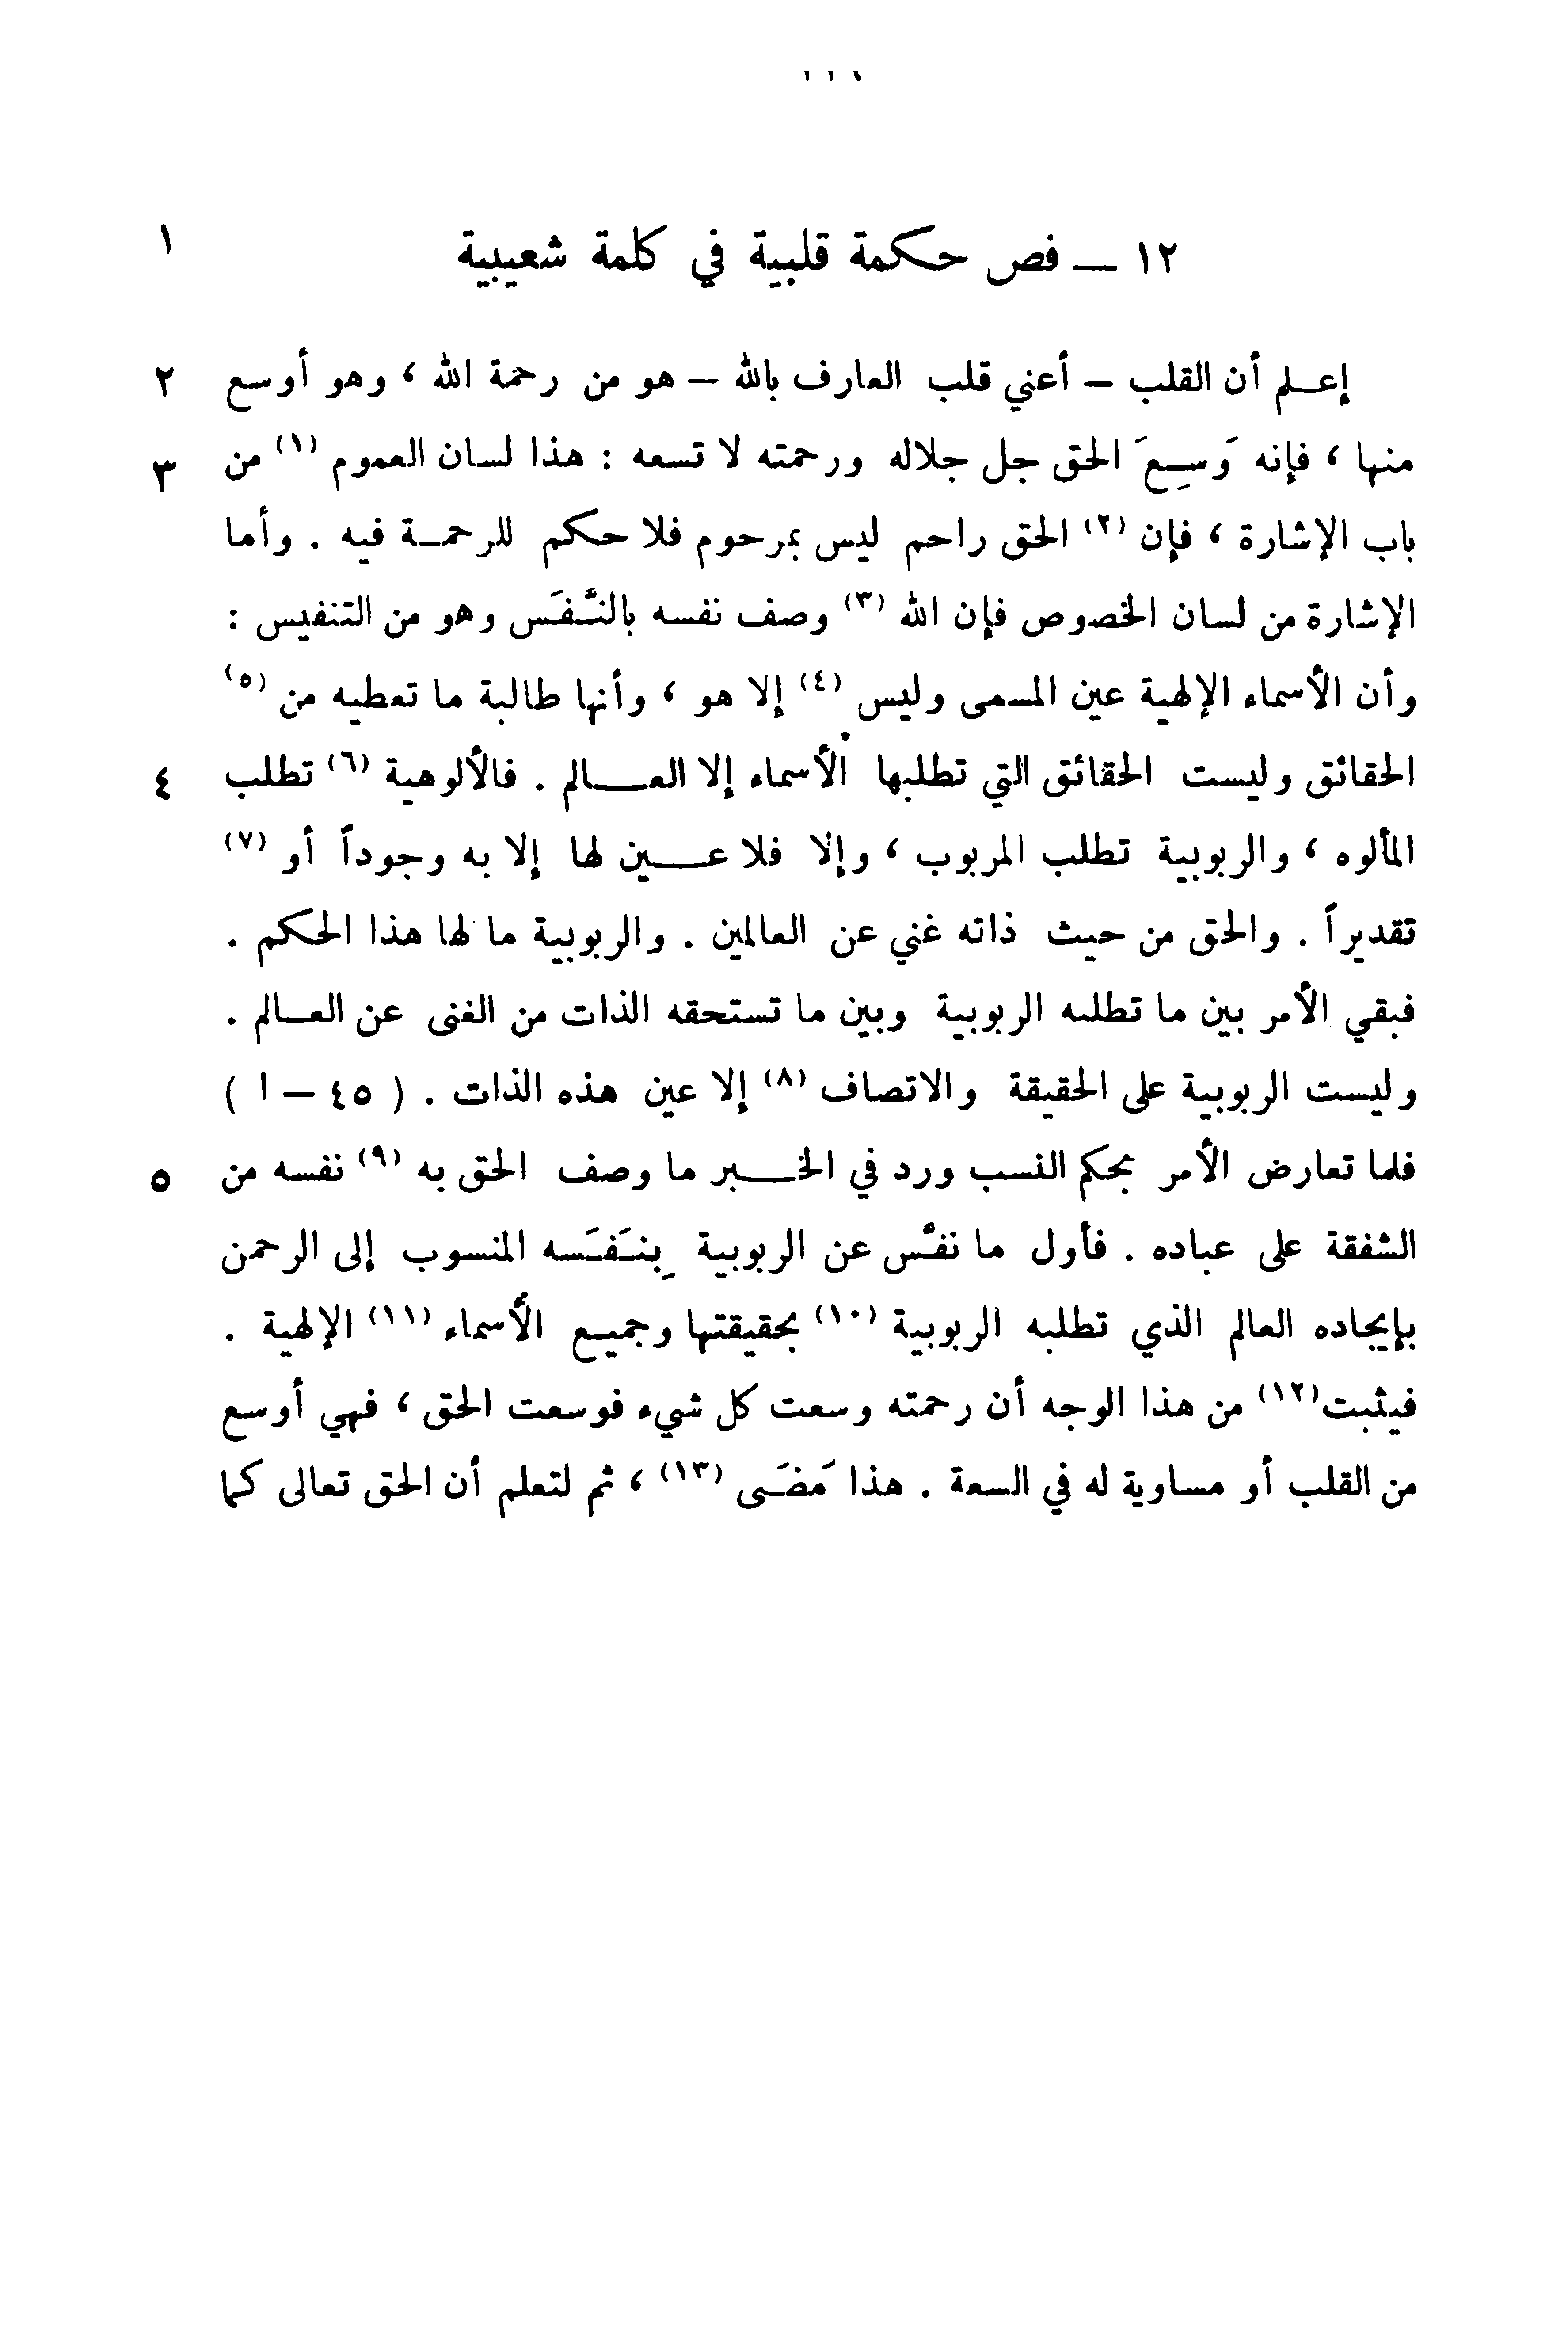 ١٢ — فص حكمة قلبية في كلمة شعيبية ١
إعلم أن القلب – أعني قلب العارف بالله – هو من رحمة الله ، وهو أوسع ٢
منها ، فإنه وَسِعَ الحق جل جلاله ورحمته لا تسعه : هذا لسان العموم (١) من ٣
باب الإشارة ، فإن (٢) الحق راحم ليس بمرحوم فلا حكم للرحمة فيه . وأما
الإشارة من لسان الخصوص فإن الله (٣) وصف نفسه بالنَّفَس وهو من التنفيس :
وأن الأسماء الإلهية عين المسمى وليس (٤) إلا هو ، وأنها طالبة ما تعطيه من (٥)
الحقائق وليست الحقائق التي تطلبها الأسماء إلا العالم . فالألوهية (٦) تطلب ٤
المألوه ، والربوبية تطلب المربوب ، وإلا فلا عين لها إلا به وجوداً أو (٧)
تقديراً . والحق من حيث ذاته غني عن العالمين . والربوبية ما لها هذا الحكم .
فبقي الأمر بين ما تطلبه الربوبية وبين ما تستحقه الذات من الغنى عن العالم .
وليست الربوبية على الحقيقة والاتصاف (٨) إلا عين هذه الذات . ( ٤٥ – ا )
فلما تعارض الأمر بحكم النسب ورد في الخبر ما وصف الحق به (٩) نفسه من ٥
الشفقة على عباده . فأول ما نفَّس عن الربوبية بِنَفَسه المنسوب إلى الرحمن
بإيجاده العالم الذي تطلبه الربوبية (١٠) بحقيقتها وجميع الأسماء (١١) الإلهية .
فيثبت (١٢) من هذا الوجه أن رحمته وسعت كل شيء فوسعت الحق ، فهي أوسع
من القلب أو مساوية له في السعة . هذا مَضَى (١٣) ، ثم لتعلم أن الحق تعالى كما